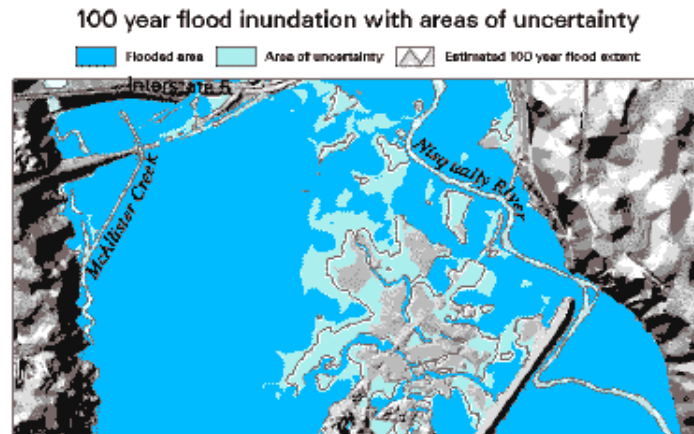 100 year flood inundation with areas of uncertainty
Flooded area Area of uncertainty Estimated 100 year flood extent
Interstate 5
McAllister Creek
Nisqually River